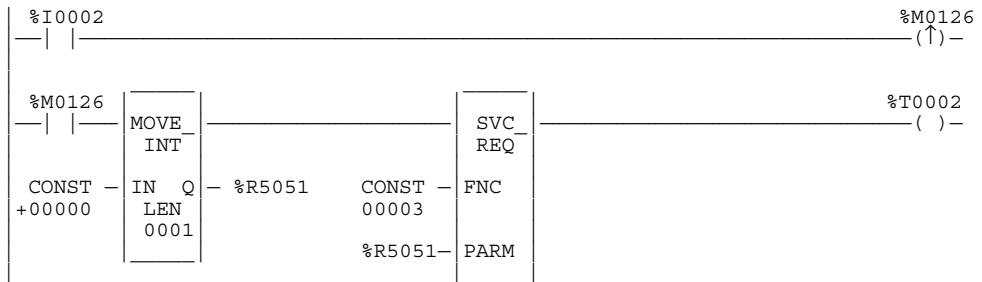 %I0002 %M0126
(↑)
%M0126 %T0002
MOVE_ SVC_ ( )
INT REQ
CONST IN Q %R5051 CONST FNC
+00000 LEN 00003
0001
%R5051 PARM